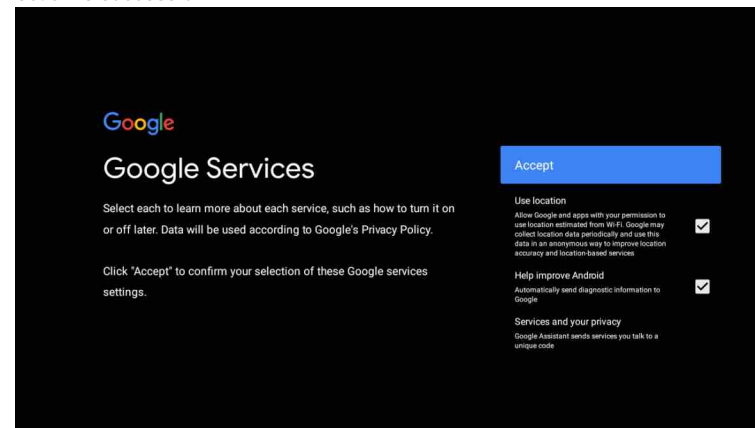 Google
Google Services
Select each to learn more about each service, such as how to turn it on
or off later. Data will be used according to Google's Privacy Policy.
Click "Accept" to confirm your selection of these Google services
settings.
Accept
Use location
Allow Google and apps with your permission to
use location estimated from Wi-Fi. Google may
collect location data periodically and use this
data in an anonymous way to improve location
accuracy and location-based services
Help improve Android
Automatically send diagnostic information to
Google
Services and your privacy
Google Assistant sends services you talk to a
unique code